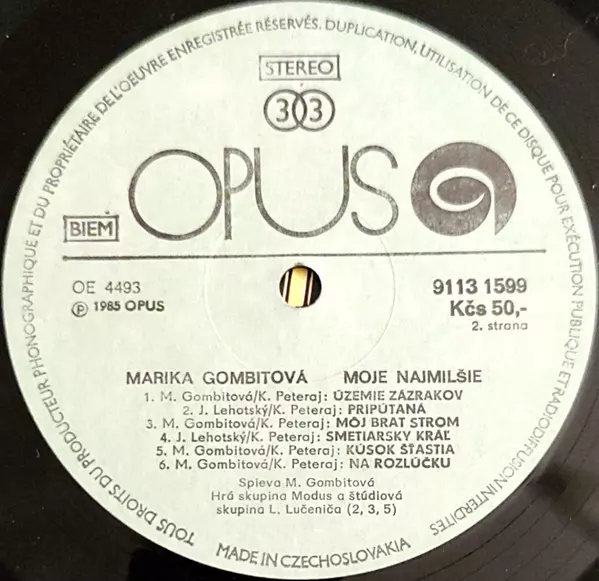 TOUS DROITS DU PRODUCTEUR PHONOGRAPHIQUE ET DU PROPRIÉTAIRE DE L'OEUVRE ENREGISTRÉE RÉSERVÉS. DUPLICATION, UTILISATION DE CE DISQUE POUR EXÉCUTION PUBLIQUE ET RADIODIFFUSION INTERDITES
STEREO
33
OPUS
BIEM
OE 4493
9113 1599
℗ 1985 OPUS
Kčs 50,-
2. strana
MARIKA GOMBITOVÁ MOJE NAJMILŠIE
1. M. Gombitová/K. Peteraj: ÚZEMIE ZÁZRAKOV
2. J. Lehotský/K. Peteraj: PRIPÚTANÁ
3. M. Gombitová/K. Peteraj: MÔJ BRAT STROM
4. J. Lehotský/K. Peteraj: SMETIARSKY KRÁĽ
5. M. Gombitová/K. Peteraj: KÚSOK ŠŤASTIA
6. M. Gombitová/K. Peteraj: NA ROZLÚČKU
Spieva M. Gombitová
Hrá skupina Modus a štúdiová
skupina L. Lučeniča (2, 3, 5)
MADE IN CZECHOSLOVAKIA